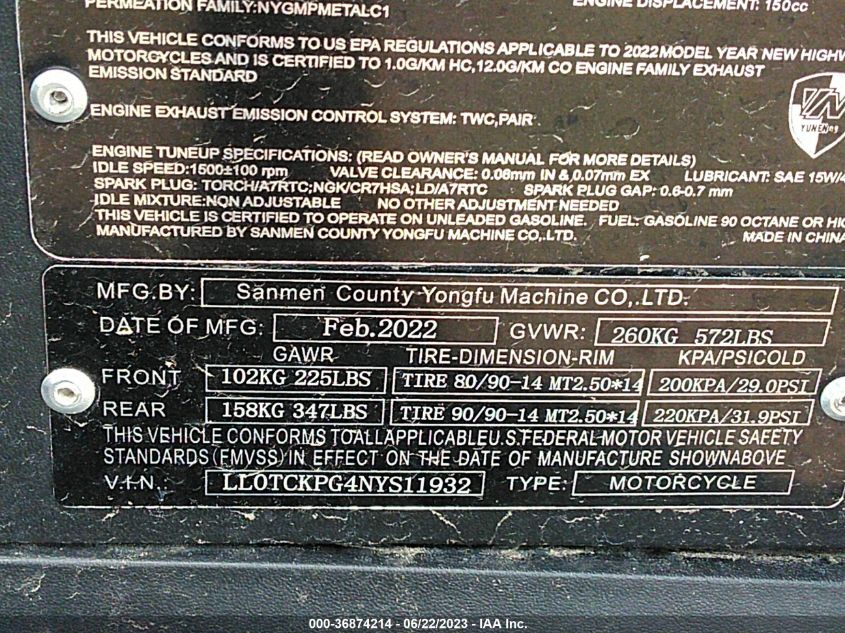 PERMEATION FAMILY:NYGMPMETALC1
ENGINE DISPLACEMENT: 150cc
THIS VEHICLE CONFORMS TO US EPA REGULATIONS APPLICABLE TO 2022 MODEL YEAR NEW HIGHW
MOTORCYCLES AND IS CERTIFIED TO 1.0G/KM HC,12.0G/KM CO ENGINE FAMILY EXHAUST
EMISSION STANDARD
ENGINE EXHAUST EMISSION CONTROL SYSTEM: TWC,PAIR
YUMENg
ENGINE TUNEUP SPECIFICATIONS: (READ OWNER'S MANUAL FOR MORE DETAILS)
IDLE SPEED:1500±100 rpm VALVE CLEARANCE: 0.06mm IN &,0.07mm EX LUBRICANT: SAE 15W/4
SPARK PLUG: TORCH/A7RTC;NGK/CR7HSA;LD/A7RTC SPARK PLUG GAP: 0.6-0.7 mm
IDLE MIXTURE:NON ADJUSTABLE NO OTHER ADJUSTMENT NEEDED
THIS VEHICLE IS CERTIFIED TO OPERATE ON UNLEADED GASOLINE. FUEL: GASOLINE 90 OCTANE OR HIG
MANUFACTURED BY SANMEN COUNTY YONGFU MACHINE CO,.LTD. MADE IN CHINA
MFG.BY: Sanmen County Yongfu Machine CO,.LTD.
DATE OF MFG: Feb.2022 GVWR: 260KG 572LBS
GAWR TIRE-DIMENSION-RIM KPA/PSICOLD
FRONT 102KG 225LBS TIRE 80/90-14 MT2.50*14 200KPA/29.0PSI
REAR 158KG 347LBS TIRE 90/90-14 MT2.50*14 220KPA/31.9PSI
THIS VEHICLE CONFORMS TOALLAPPLICABLEU.S.FEDERAL MOTOR VEHICLE SAFETY
STANDARDS (FMVSS) IN EFFECT ON THE DATE OF MANUFACTURE SHOWNABOVE
V.I.N.: LL0TCKPG4NYS11932 TYPE: MOTORCYCLE
000-36874214 - 06/22/2023 - IAA Inc.